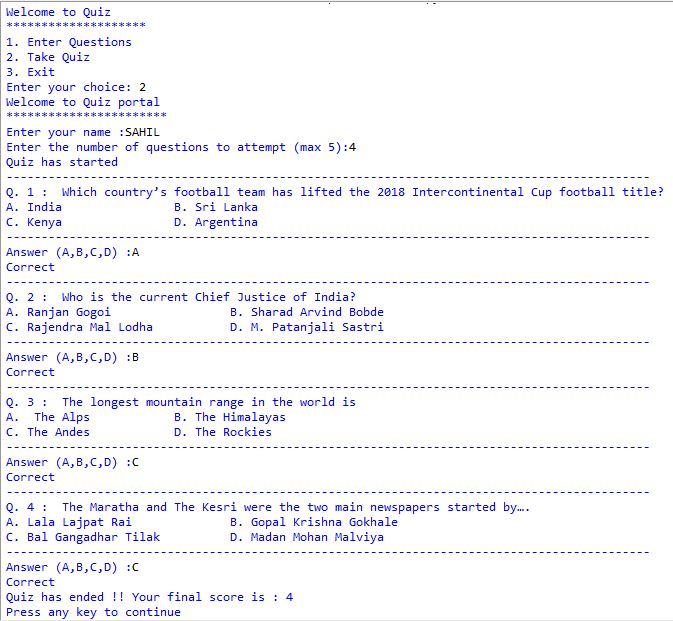 Welcome to Quiz
********************
1. Enter Questions
2. Take Quiz
3. Exit
Enter your choice: 2
Welcome to Quiz portal
***********************
Enter your name :SAHIL
Enter the number of questions to attempt (max 5):4
Quiz has started
--------------------------------------------------------------------------------------------
Q. 1 :  Which country’s football team has lifted the 2018 Intercontinental Cup football title?
A. India            B. Sri Lanka
C. Kenya            D. Argentina
--------------------------------------------------------------------------------------------
Answer (A,B,C,D) :A
Correct
--------------------------------------------------------------------------------------------
Q. 2 :  Who is the current Chief Justice of India?
A. Ranjan Gogoi                 B. Sharad Arvind Bobde
C. Rajendra Mal Lodha           D. M. Patanjali Sastri
--------------------------------------------------------------------------------------------
Answer (A,B,C,D) :B
Correct
--------------------------------------------------------------------------------------------
Q. 3 :  The longest mountain range in the world is
A.  The Alps            B. The Himalayas
C. The Andes            D. The Rockies
--------------------------------------------------------------------------------------------
Answer (A,B,C,D) :C
Correct
--------------------------------------------------------------------------------------------
Q. 4 :  The Maratha and The Kesri were the two main newspapers started by….
A. Lala Lajpat Rai              B. Gopal Krishna Gokhale
C. Bal Gangadhar Tilak          D. Madan Mohan Malviya
--------------------------------------------------------------------------------------------
Answer (A,B,C,D) :C
Correct
Quiz has ended !! Your final score is : 4
Press any key to continue